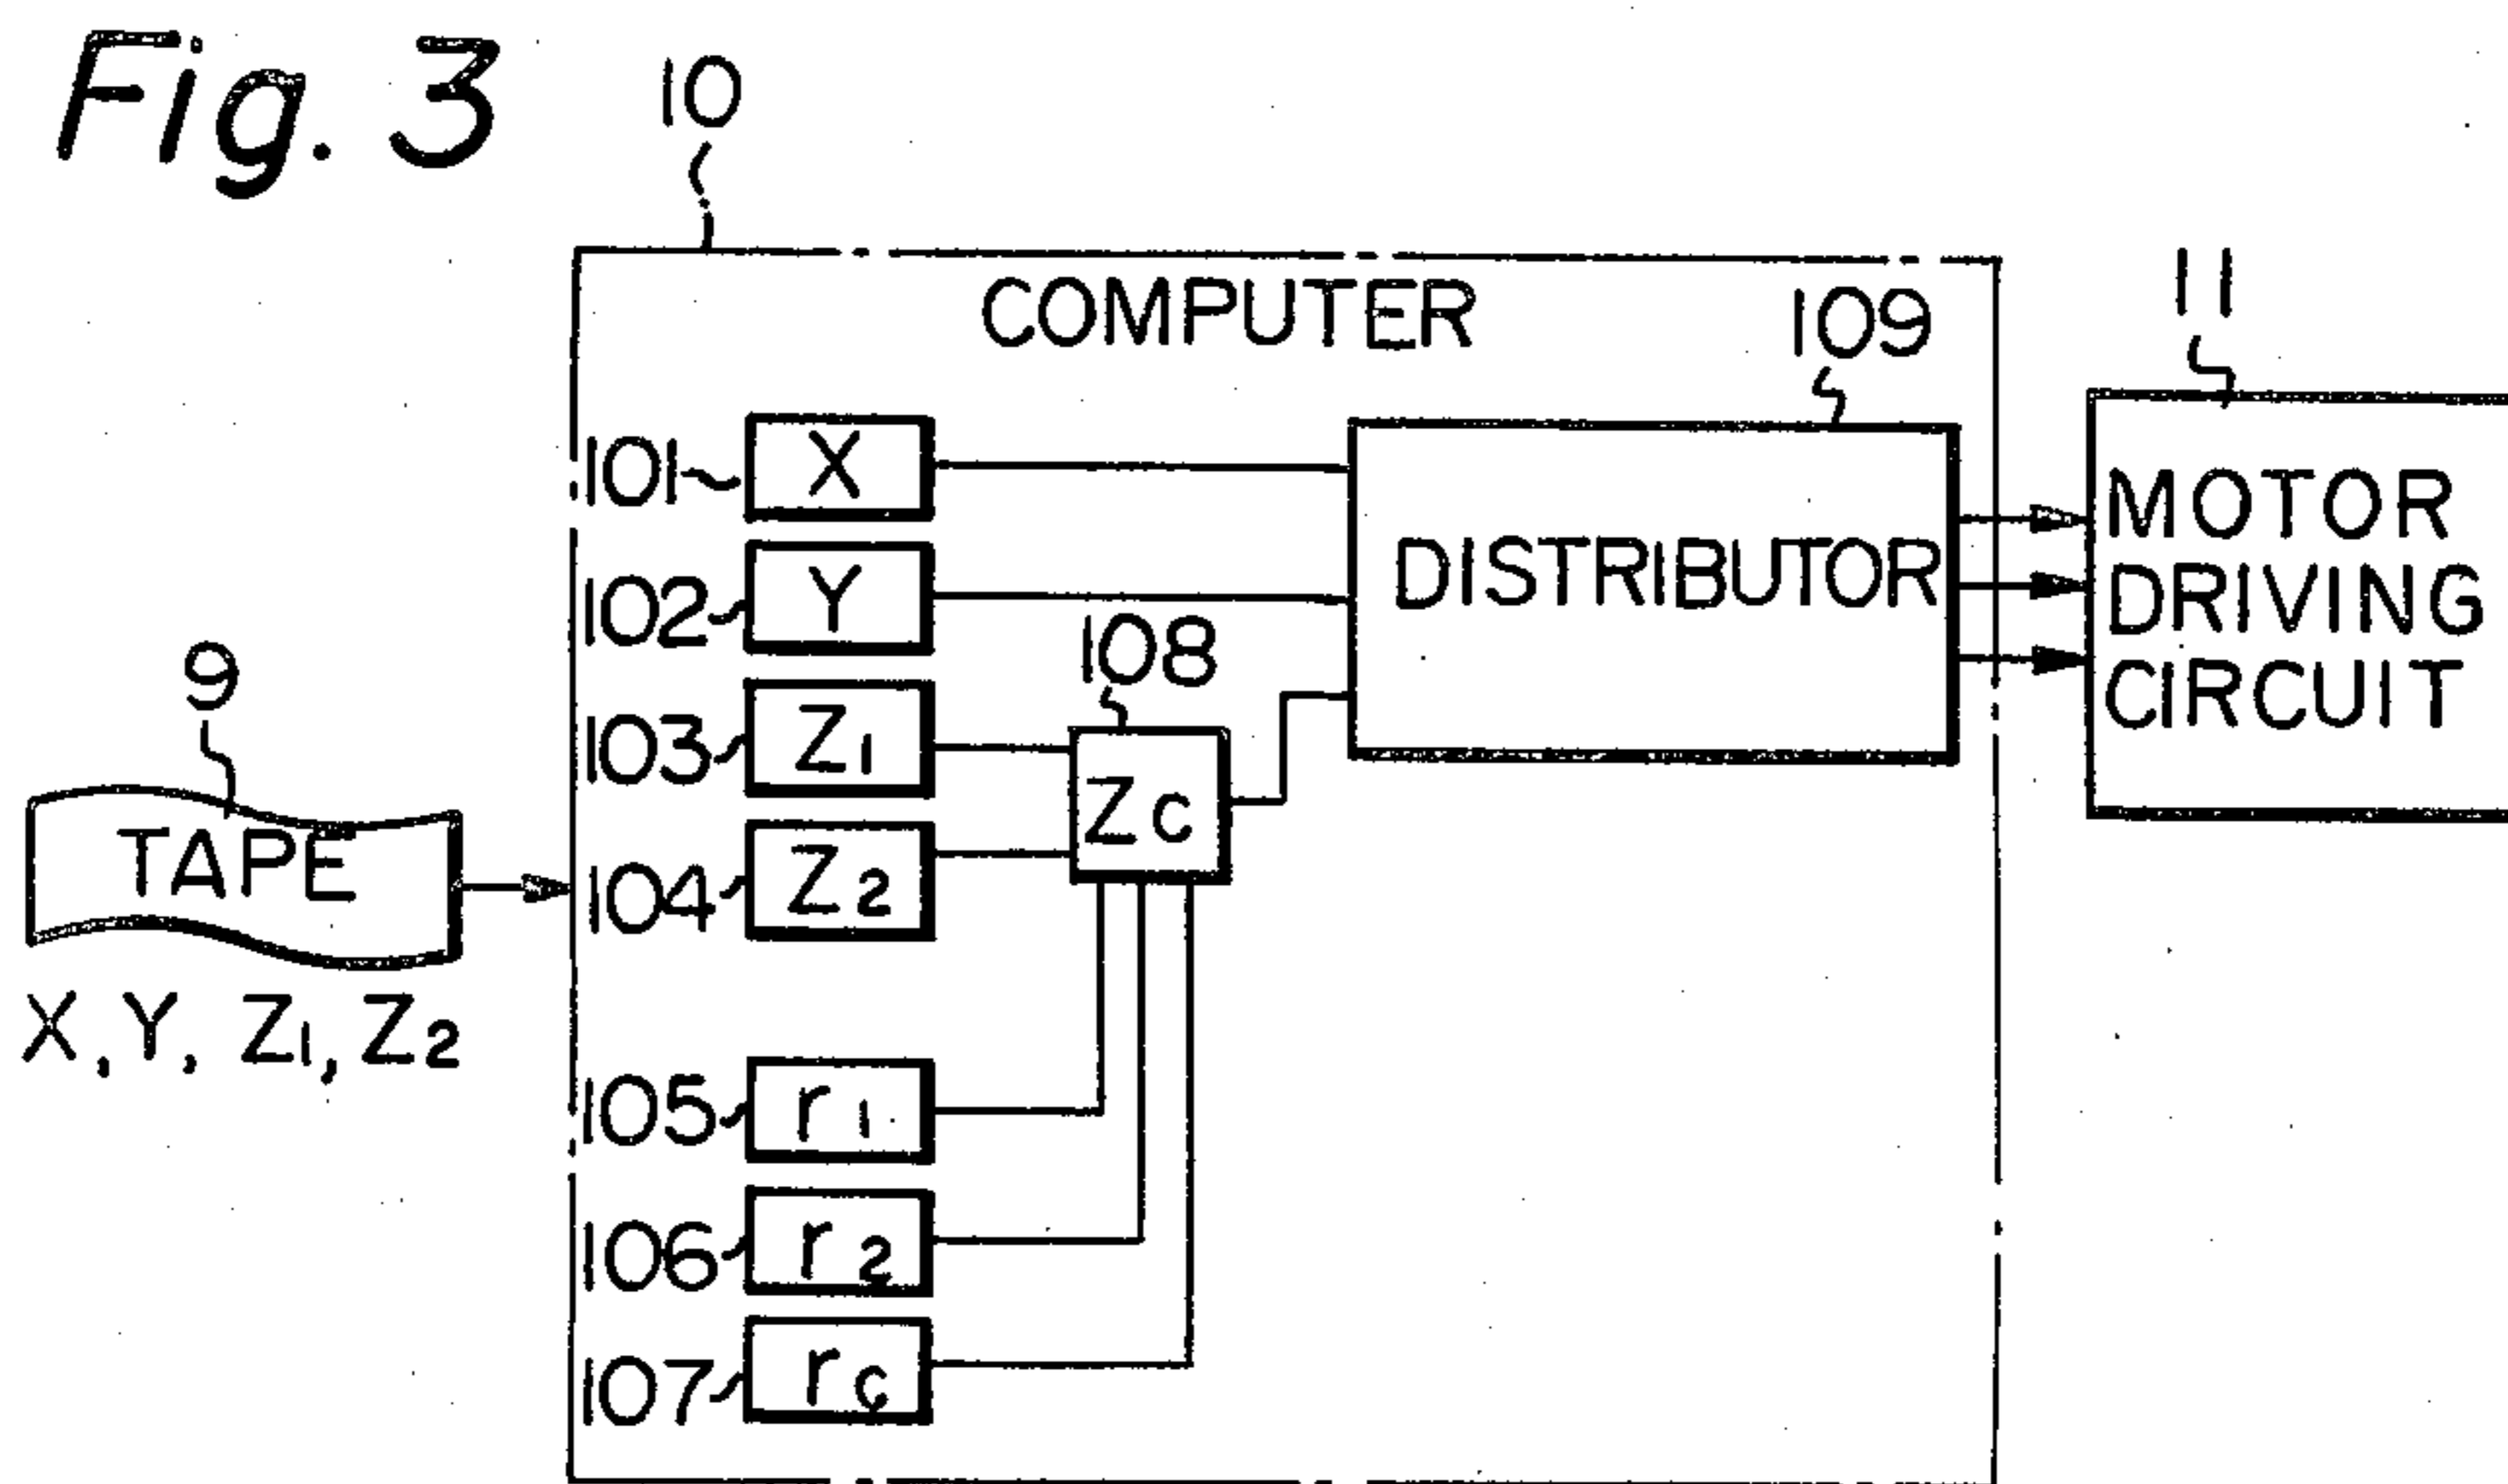 Fig. 3
10
COMPUTER
109
11
101 X
DISTRIBUTOR
MOTOR
DRIVING
CIRCUIT
102 Y
108
9
103 Z1
Zc
TAPE
104 Z2
X, Y, Z1, Z2
105 r1
106 r2
107 rc